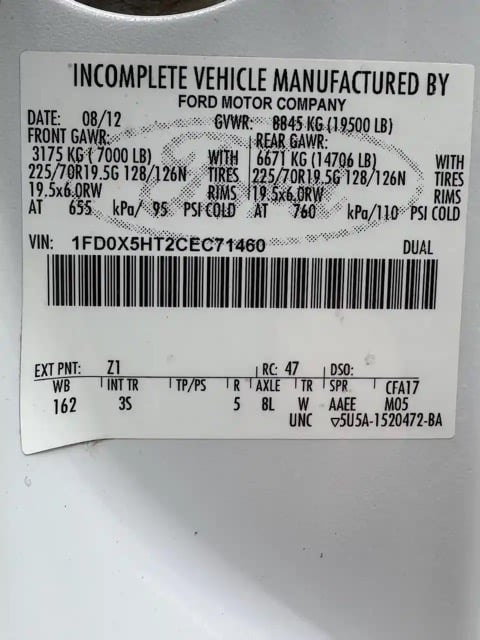 INCOMPLETE VEHICLE MANUFACTURED BY
FORD MOTOR COMPANY
DATE: 08/12 GVWR: 8845 KG (19500 LB)
FRONT GAWR: REAR GAWR:
3175 KG (7000 LB) WITH 6671 KG (14706 LB) WITH
225/70R19.5G 128/126N TIRES 225/70R19.5G 128/126N TIRES
19.5x6.0RW RIMS 19.5x6.0RW RIMS
AT 655 kPa/ 95 PSI COLD AT 760 kPa/110 PSI COLD
VIN: 1FD0X5HT2CEC71460 DUAL
EXT PNT: Z1 RC: 47 DSO:
WB INT TR TP/PS R AXLE TR SPR CFA17
162 3S 5 8L W AAEE M05
UNC ▽5U5A-1520472-BA